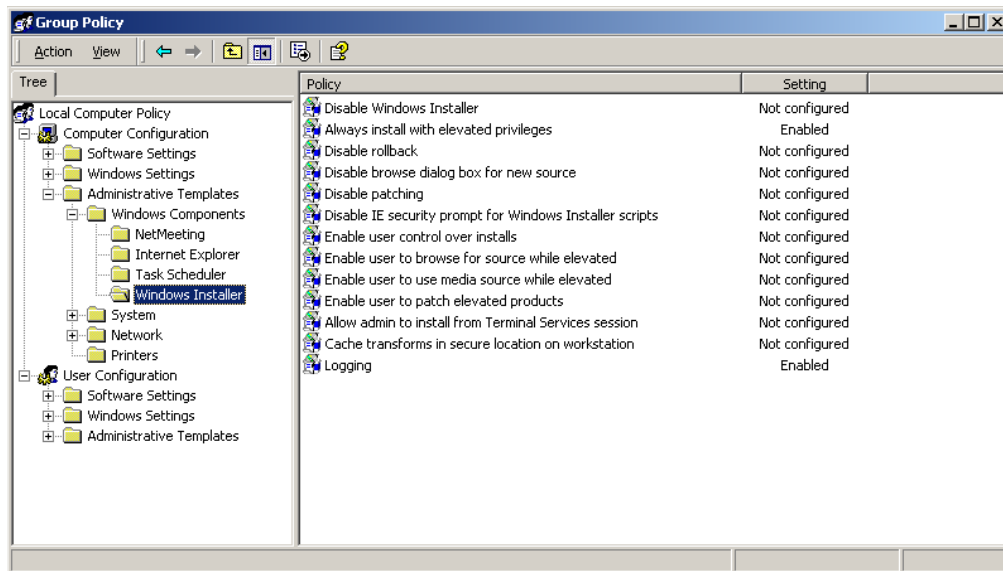 Group Policy
Action View
Tree
Local Computer Policy
Computer Configuration
Software Settings
Windows Settings
Administrative Templates
Windows Components
NetMeeting
Internet Explorer
Task Scheduler
Windows Installer
System
Network
Printers
User Configuration
Software Settings
Windows Settings
Administrative Templates
Policy Setting
Disable Windows Installer Not configured
Always install with elevated privileges Enabled
Disable rollback Not configured
Disable browse dialog box for new source Not configured
Disable patching Not configured
Disable IE security prompt for Windows Installer scripts Not configured
Enable user control over installs Not configured
Enable user to browse for source while elevated Not configured
Enable user to use media source while elevated Not configured
Enable user to patch elevated products Not configured
Allow admin to install from Terminal Services session Not configured
Cache transforms in secure location on workstation Not configured
Logging Enabled